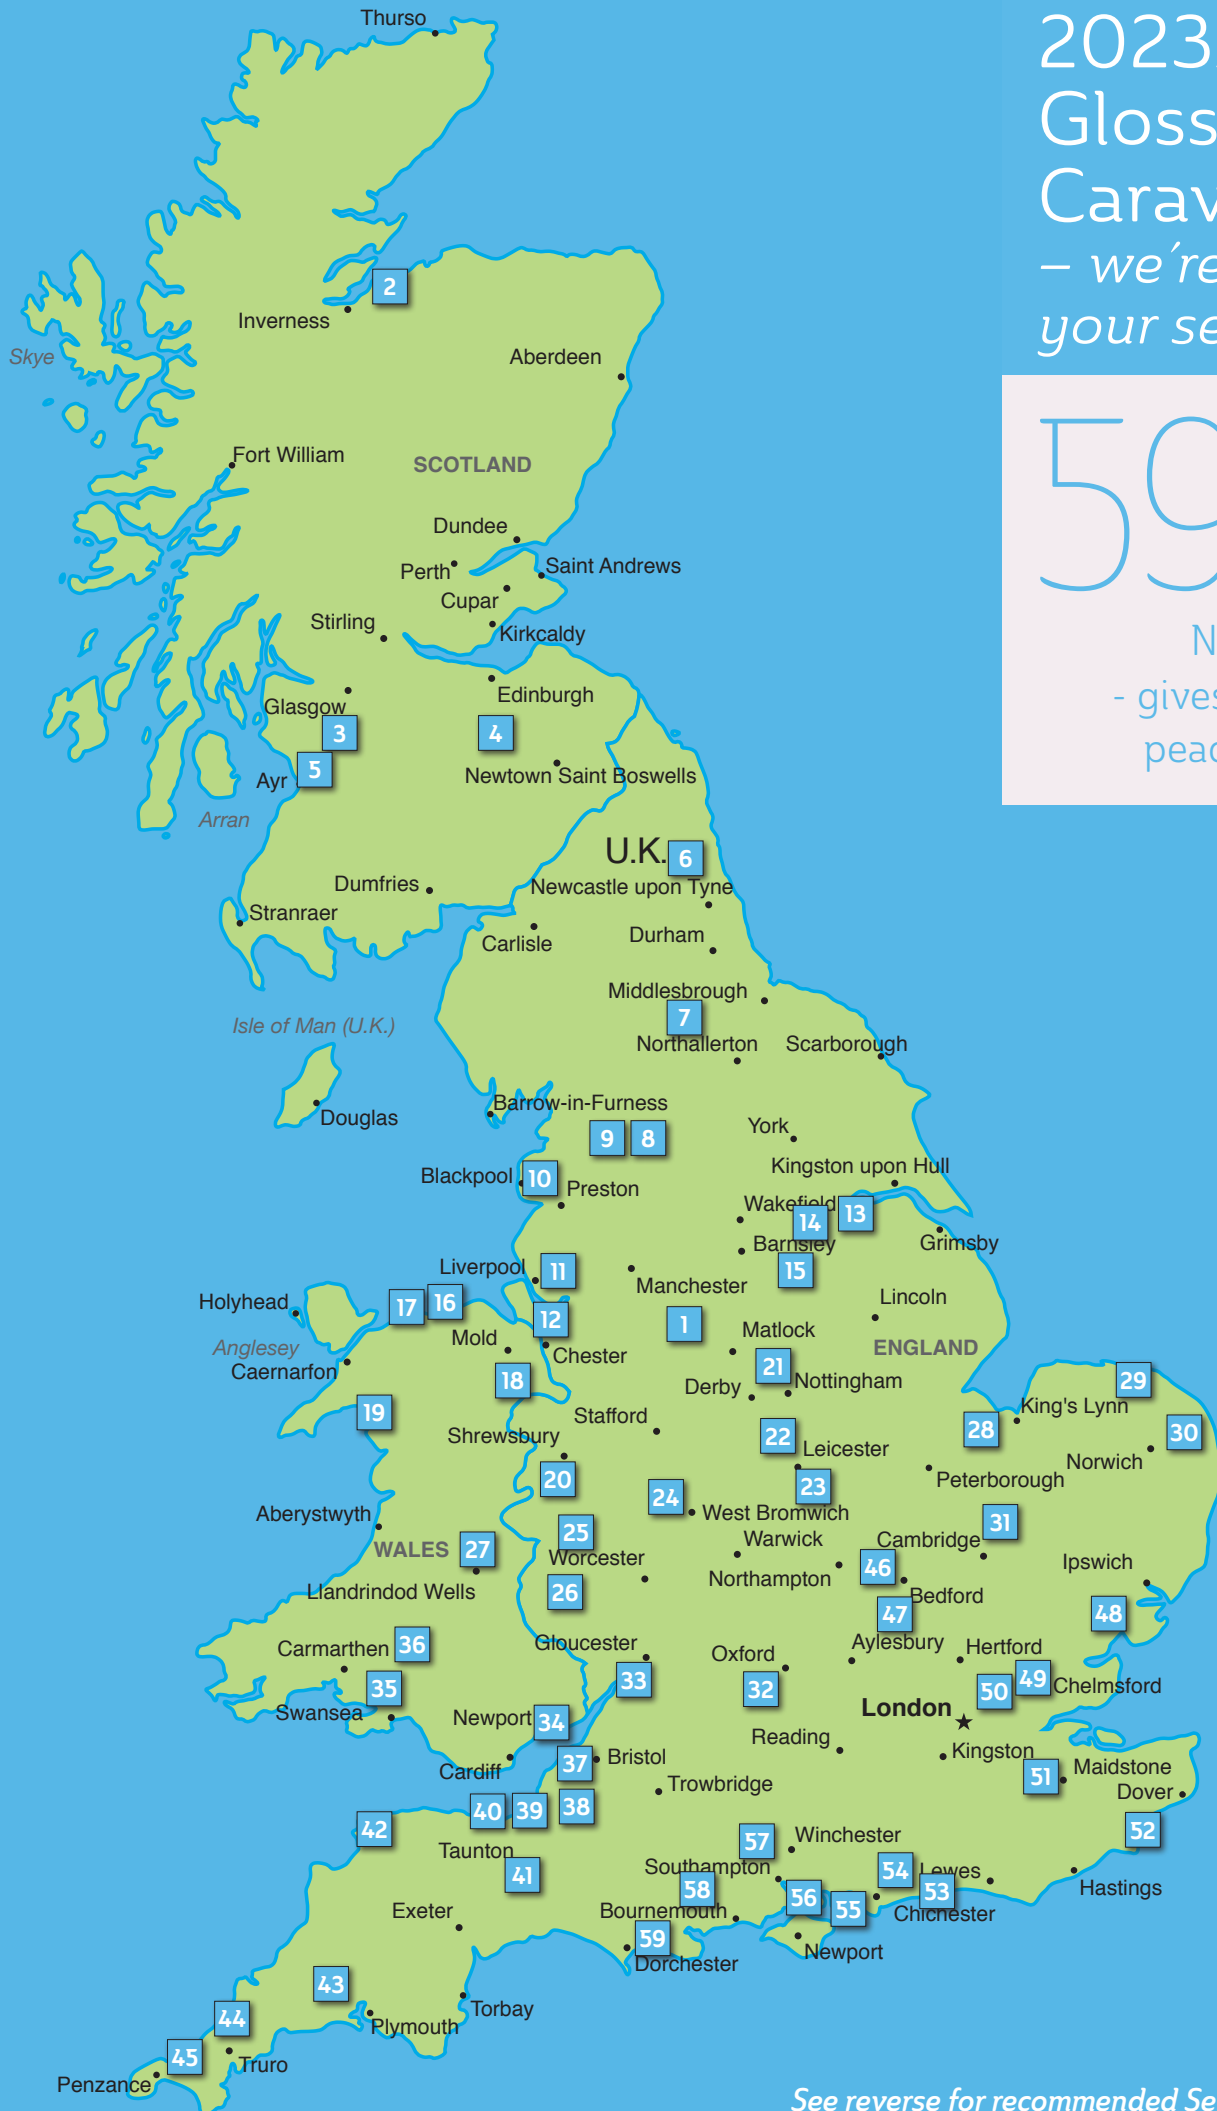 2023
Gloss
Carav
– we're
your se
59
N
- gives
peac
Thurso
2
Inverness
Skye
Aberdeen
Fort William
SCOTLAND
Dundee
Perth
Saint Andrews
Cupar
Stirling
Kirkcaldy
Edinburgh
Glasgow
3
4
5
Ayr
Newtown Saint Boswells
Arran
U.K.
6
Newcastle upon Tyne
Dumfries
Stranraer
Carlisle
Durham
Middlesbrough
7
Isle of Man (U.K.)
Northallerton
Scarborough
Barrow-in-Furness
Douglas
York
9
8
Kingston upon Hull
Blackpool
10
Preston
Wakefield
13
14
Barnsley
Grimsby
Liverpool
11
15
Manchester
Holyhead
17
16
Lincoln
12
1
Matlock
Anglesey
Mold
Chester
ENGLAND
Caernarfon
21
18
Derby
Nottingham
29
King's Lynn
19
Stafford
28
30
Shrewsbury
22
Leicester
Norwich
20
Peterborough
23
24
West Bromwich
Aberystwyth
31
25
Warwick
Cambridge
WALES
27
Worcester
46
Ipswich
Llandrindod Wells
26
Northampton
Bedford
47
48
Carmarthen
36
Gloucester
Aylesbury
Hertford
Oxford
33
49
Chelmsford
35
32
50
Swansea
London
Newport
34
Reading
Kingston
Cardiff
37
Bristol
51
Maidstone
Trowbridge
Dover
40
39
38
42
52
Taunton
57
Winchester
41
Southampton
54
Lewes
58
53
Hastings
56
55
Exeter
Bournemouth
Chichester
59
Newport
Dorchester
43
Torbay
44
Plymouth
45
Truro
Penzance
See reverse for recommended Se